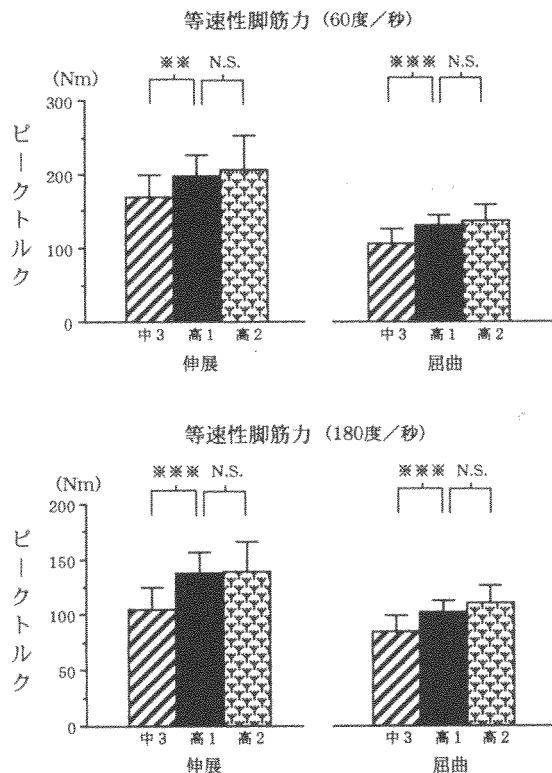 等速性脚筋力（60度／秒）
※※ N.S. ※※※ N.S.
(Nm)
300
200
100
0
ピークトルク
中3 高1 高2 中3 高1 高2
伸展 屈曲
等速性脚筋力（180度／秒）
※※※ N.S. ※※※ N.S.
(Nm)
200
150
100
50
0
ピークトルク
中3 高1 高2 中3 高1 高2
伸展 屈曲